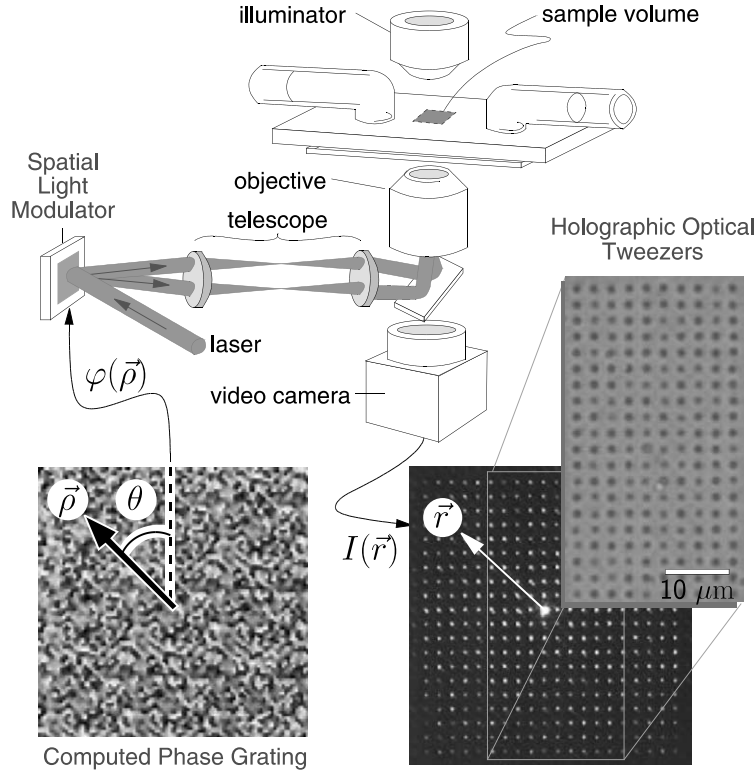 illuminator
sample volume
Spatial
Light
Modulator
objective
telescope
Holographic Optical
Tweezers
laser
φ(ρ⃗)
video camera
ρ⃗
θ
I(r⃗)
r⃗
10 μm
Computed Phase Grating